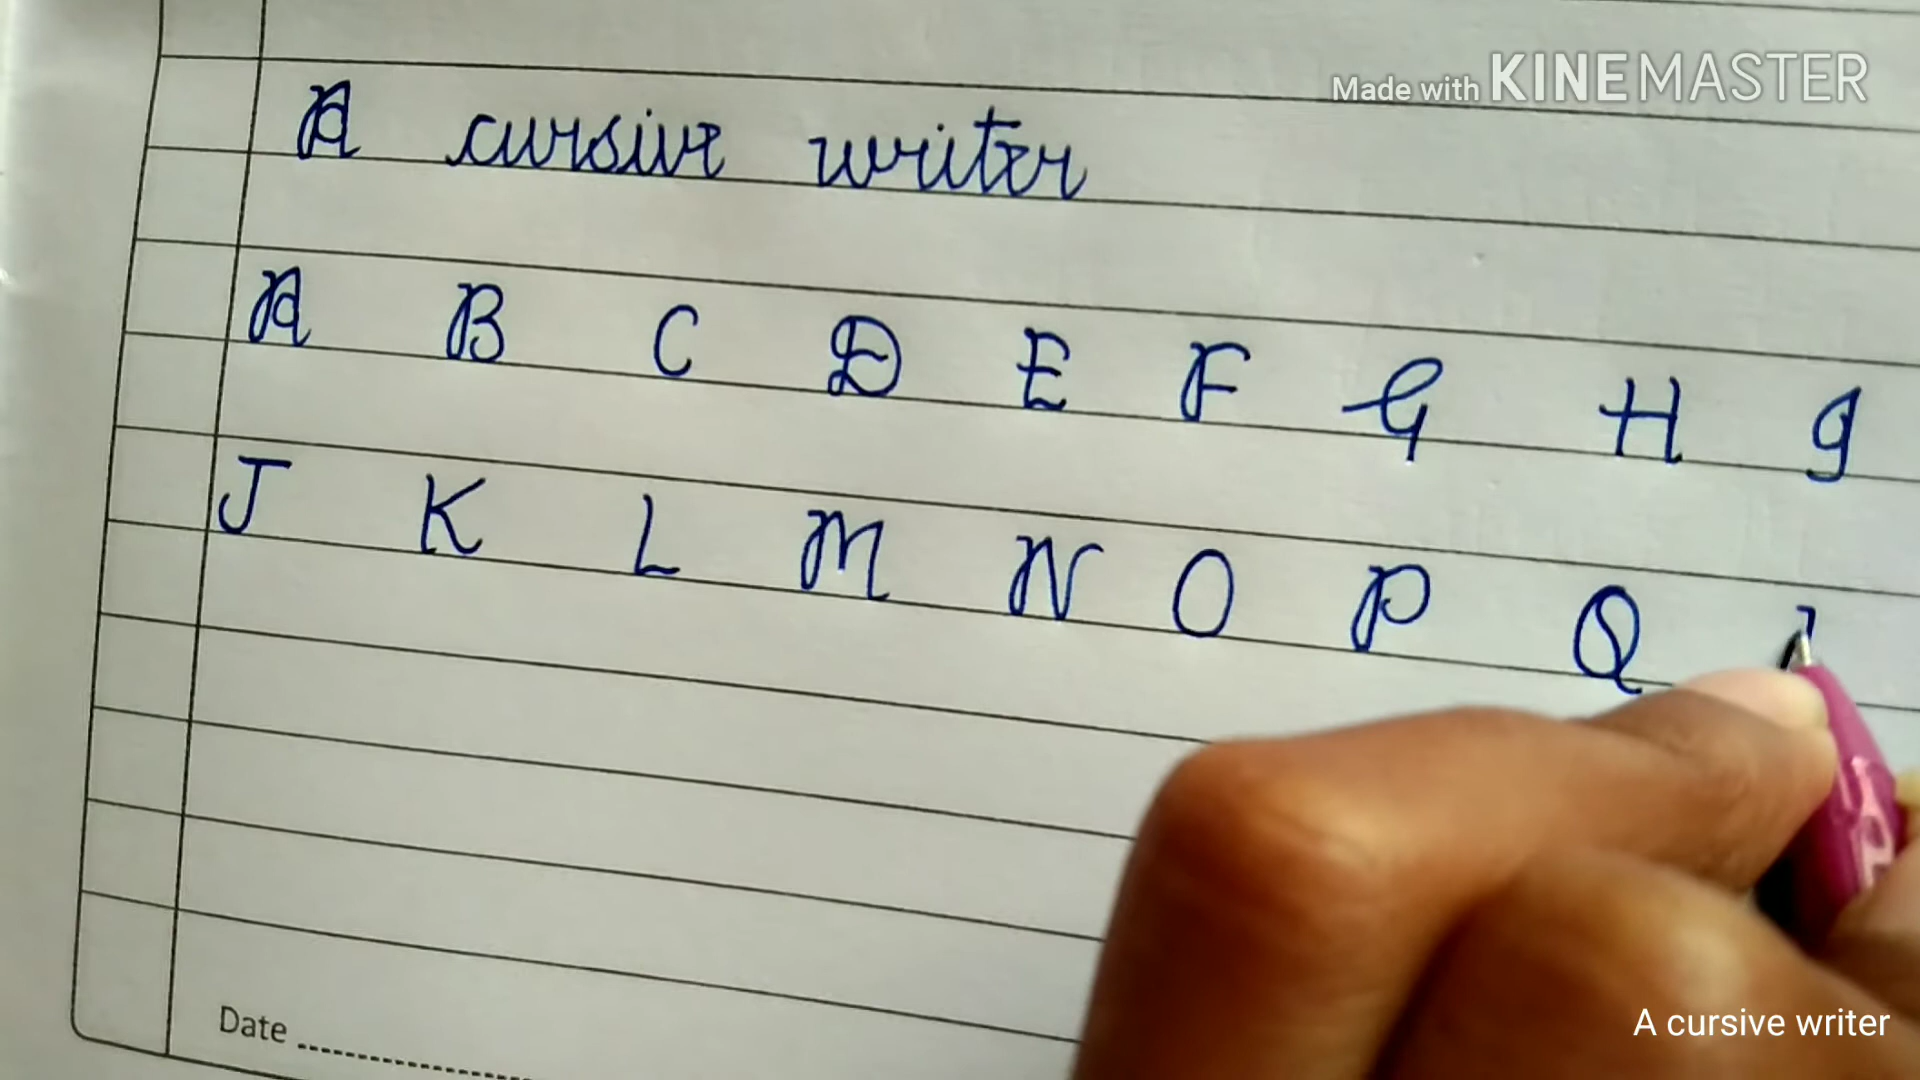 Made with KINEMASTER
A cursive writer
A B C D E F G H I
J K L M N O P Q
Date
A cursive writer